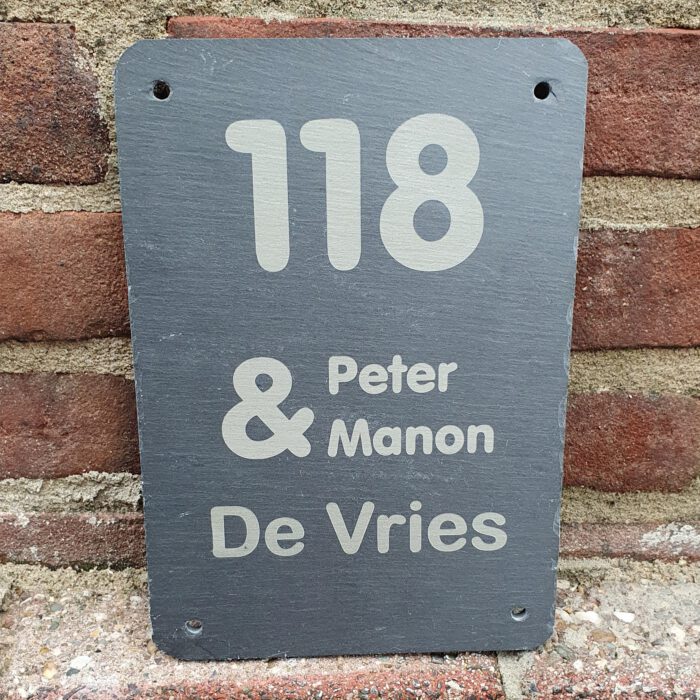 118
Peter
& Manon
De Vries